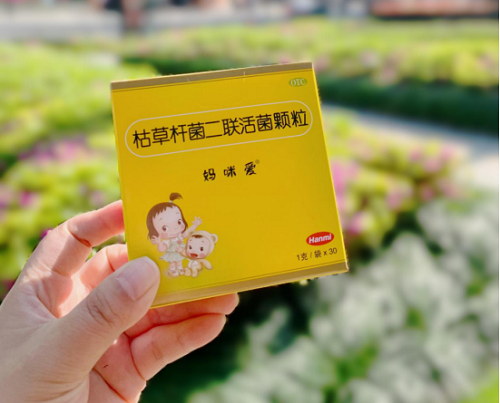 OTC
枯草杆菌二联活菌颗粒
妈咪爱®
Hanmi
1克/袋x30